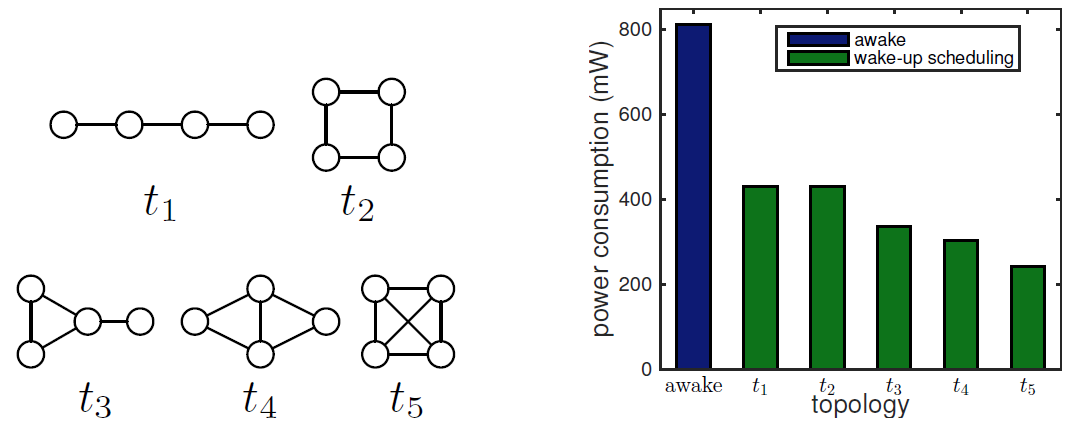 t1
t2
t3
t4
t5
800
600
400
200
0
power consumption (mW)
awake
wake-up scheduling
awake t1 t2 t3 t4 t5
topology